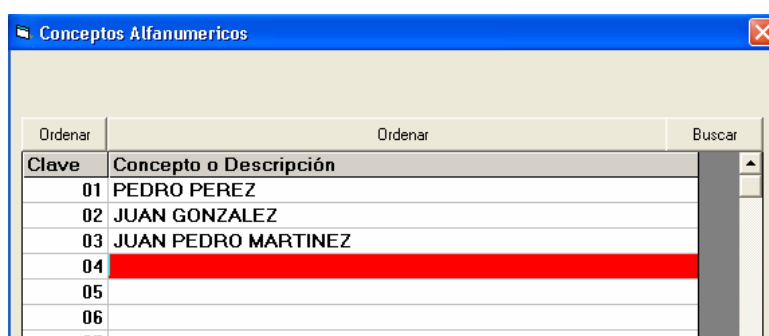 Conceptos Alfanumericos
Ordenar Ordenar Buscar
Clave Concepto o Descripción
01 PEDRO PEREZ
02 JUAN GONZALEZ
03 JUAN PEDRO MARTINEZ
04
05
06